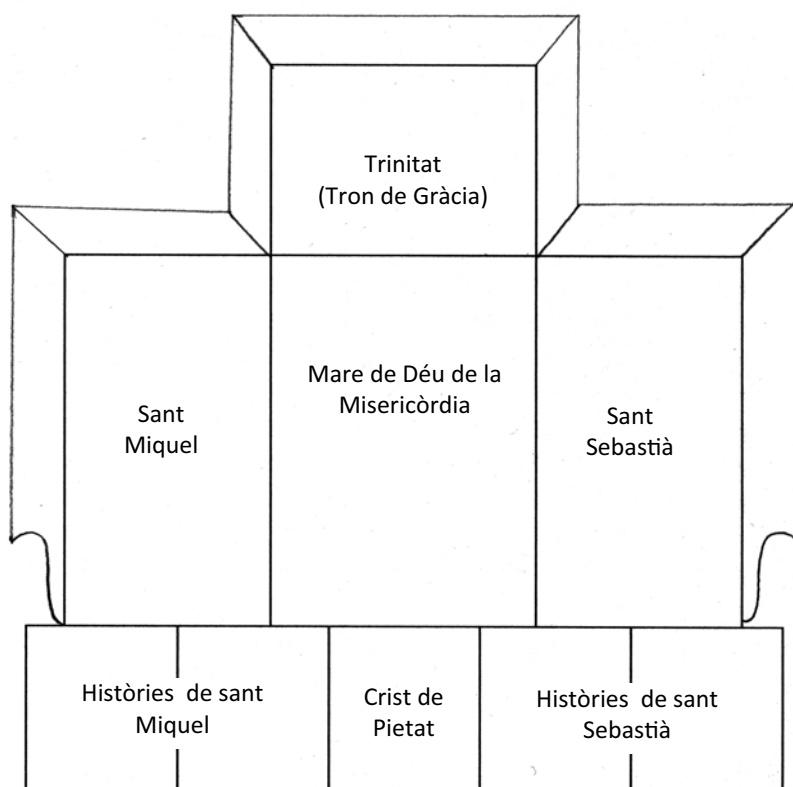 Trinitat
(Tron de Gràcia)
Mare de Déu de la
Misericòrdia
Sant
Miquel
Sant
Sebastià
Històries de sant
Miquel
Crist de
Pietat
Històries de sant
Sebastià